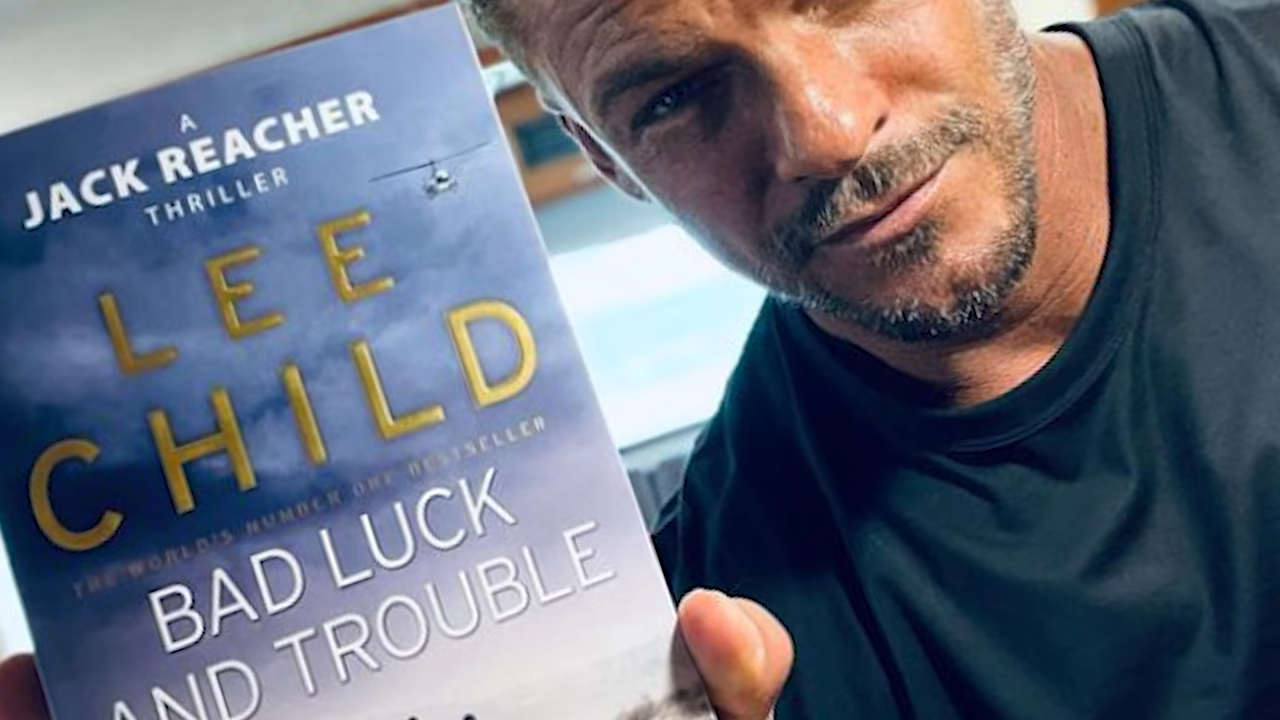 A
JACK REACHER
THRILLER
LEE
CHILD
THE WORLD'S NUMBER ONE BESTSELLER
BAD LUCK
AND TROUBLE